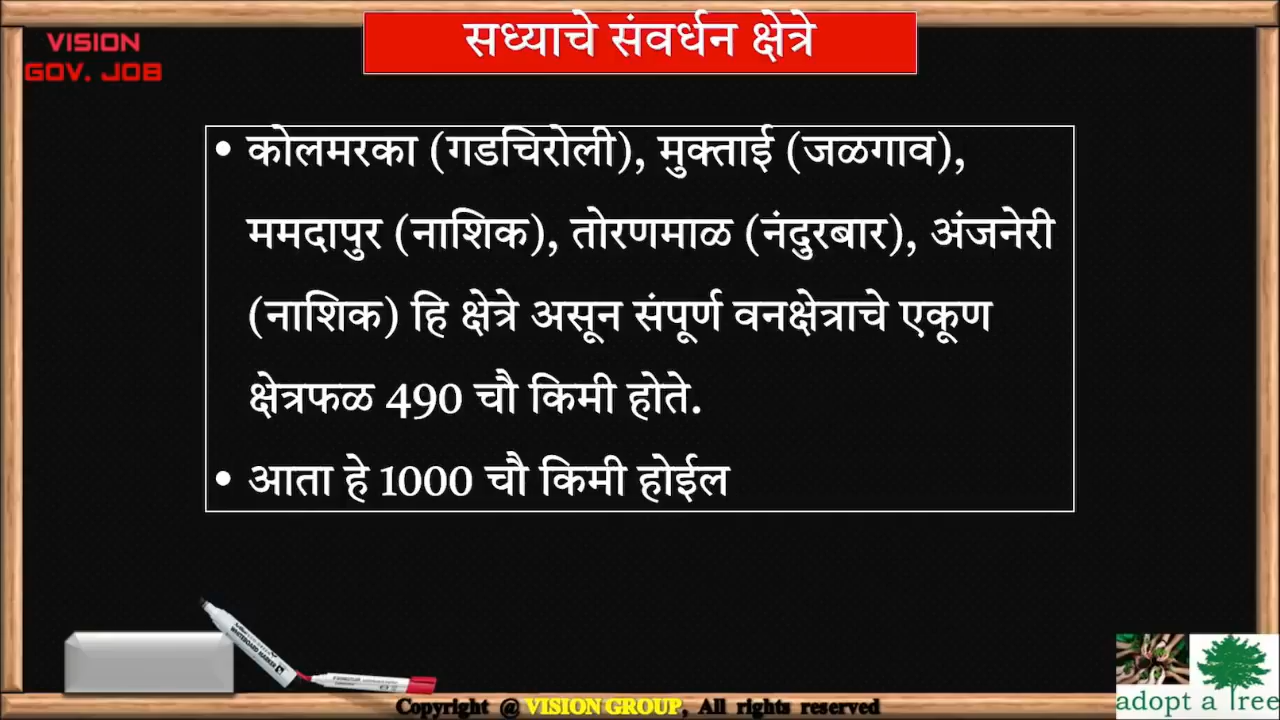 सध्याचे संवर्धन क्षेत्रे
VISION
GOV. JOB
• कोलमरका (गडचिरोली), मुक्ताई (जळगाव),
ममदापुर (नाशिक), तोरणमाळ (नंदुरबार), अंजनेरी
(नाशिक) हि क्षेत्रे असून संपूर्ण वनक्षेत्राचे एकूण
क्षेत्रफळ 490 चौ किमी होते.
• आता हे 1000 चौ किमी होईल
adopt a Tree
Copyright @ VISION GROUP, All rights reserved